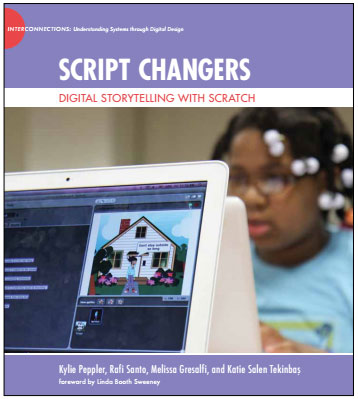 INTERCONNECTIONS: Understanding Systems through Digital Design
SCRIPT CHANGERS
DIGITAL STORYTELLING WITH SCRATCH
Kylie Peppler, Rafi Santo, Melissa Gresalfi, and Katie Salen Tekinbaş
foreword by Linda Booth Sweeney